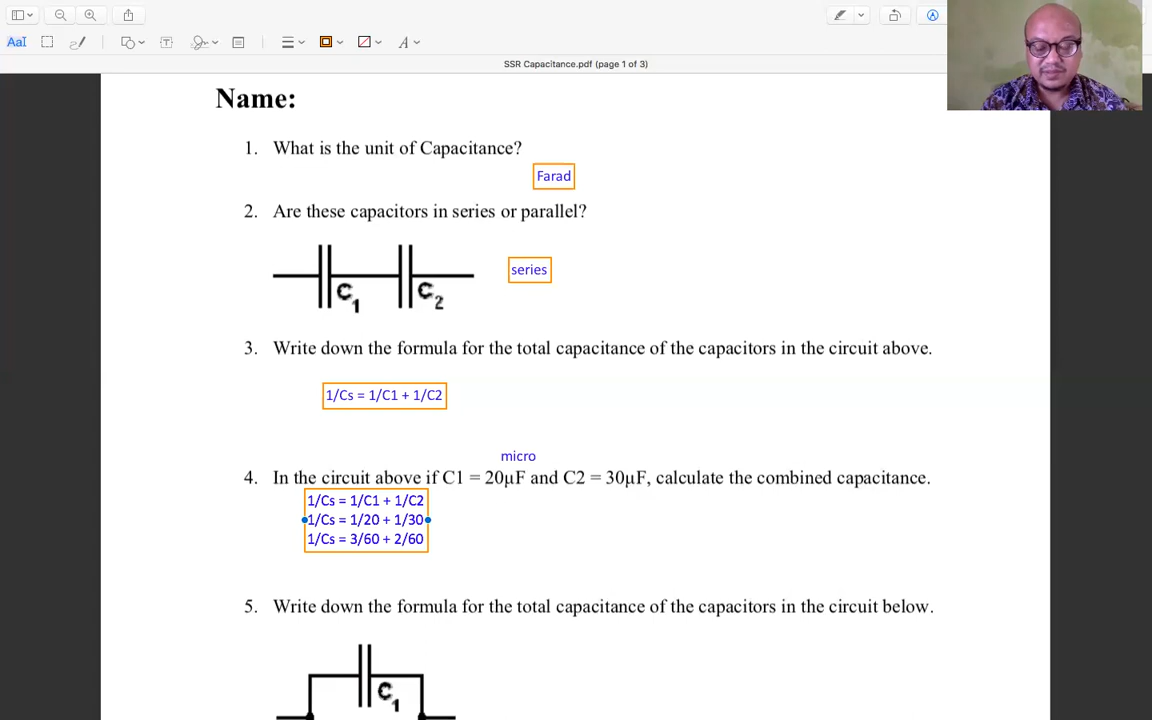 AaI
A
SSR Capacitance.pdf (page 1 of 3)
Name:
1. What is the unit of Capacitance?
Farad
2. Are these capacitors in series or parallel?
C1
C2
series
3. Write down the formula for the total capacitance of the capacitors in the circuit above.
1/Cs = 1/C1 + 1/C2
micro
4. In the circuit above if C1 = 20µF and C2 = 30µF, calculate the combined capacitance.
1/Cs = 1/C1 + 1/C2
1/Cs = 1/20 + 1/30
1/Cs = 3/60 + 2/60
5. Write down the formula for the total capacitance of the capacitors in the circuit below.
C1